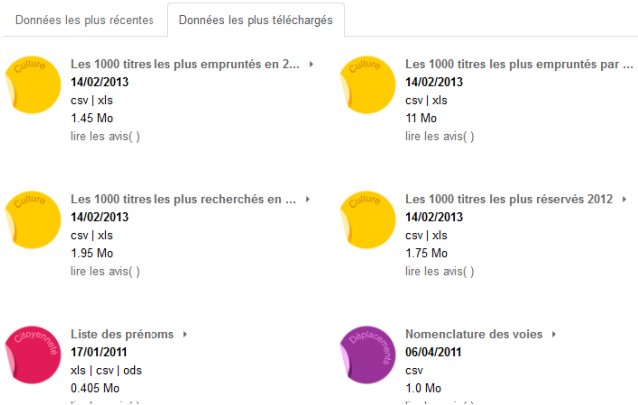 Données les plus récentes
Données les plus téléchargés
Culture
Les 1000 titres les plus empruntés en 2...
14/02/2013
csv | xls
1.45 Mo
lire les avis( )
Culture
Les 1000 titres les plus empruntés par ...
14/02/2013
csv | xls
11 Mo
lire les avis( )
Culture
Les 1000 titres les plus recherchés en ...
14/02/2013
csv | xls
1.95 Mo
lire les avis( )
Culture
Les 1000 titres les plus réservés 2012
14/02/2013
csv | xls
1.75 Mo
lire les avis( )
Citoyenneté
Liste des prénoms
17/01/2011
xls | csv | ods
0.405 Mo
Déplacements
Nomenclature des voies
06/04/2011
csv
1.0 Mo